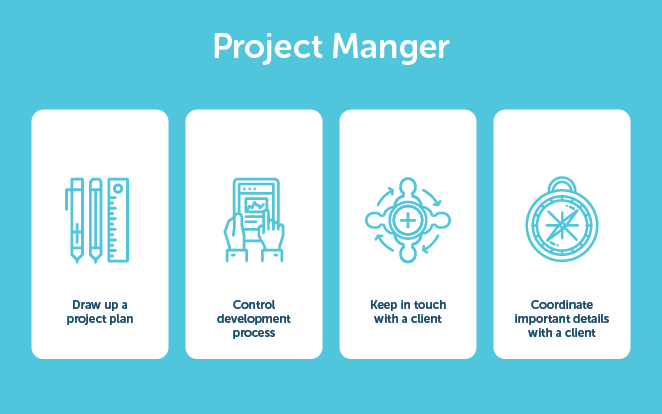 Project Manger
Draw up a
project plan
Control
development
process
Keep in touch
with a client
Coordinate
important details
with a client